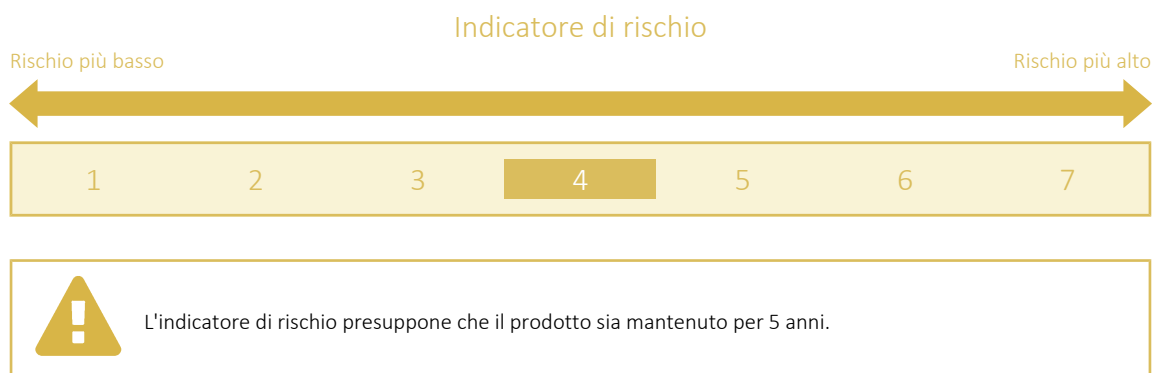 Indicatore di rischio
Rischio più basso Rischio più alto
1 2 3 4 5 6 7
L'indicatore di rischio presuppone che il prodotto sia mantenuto per 5 anni.